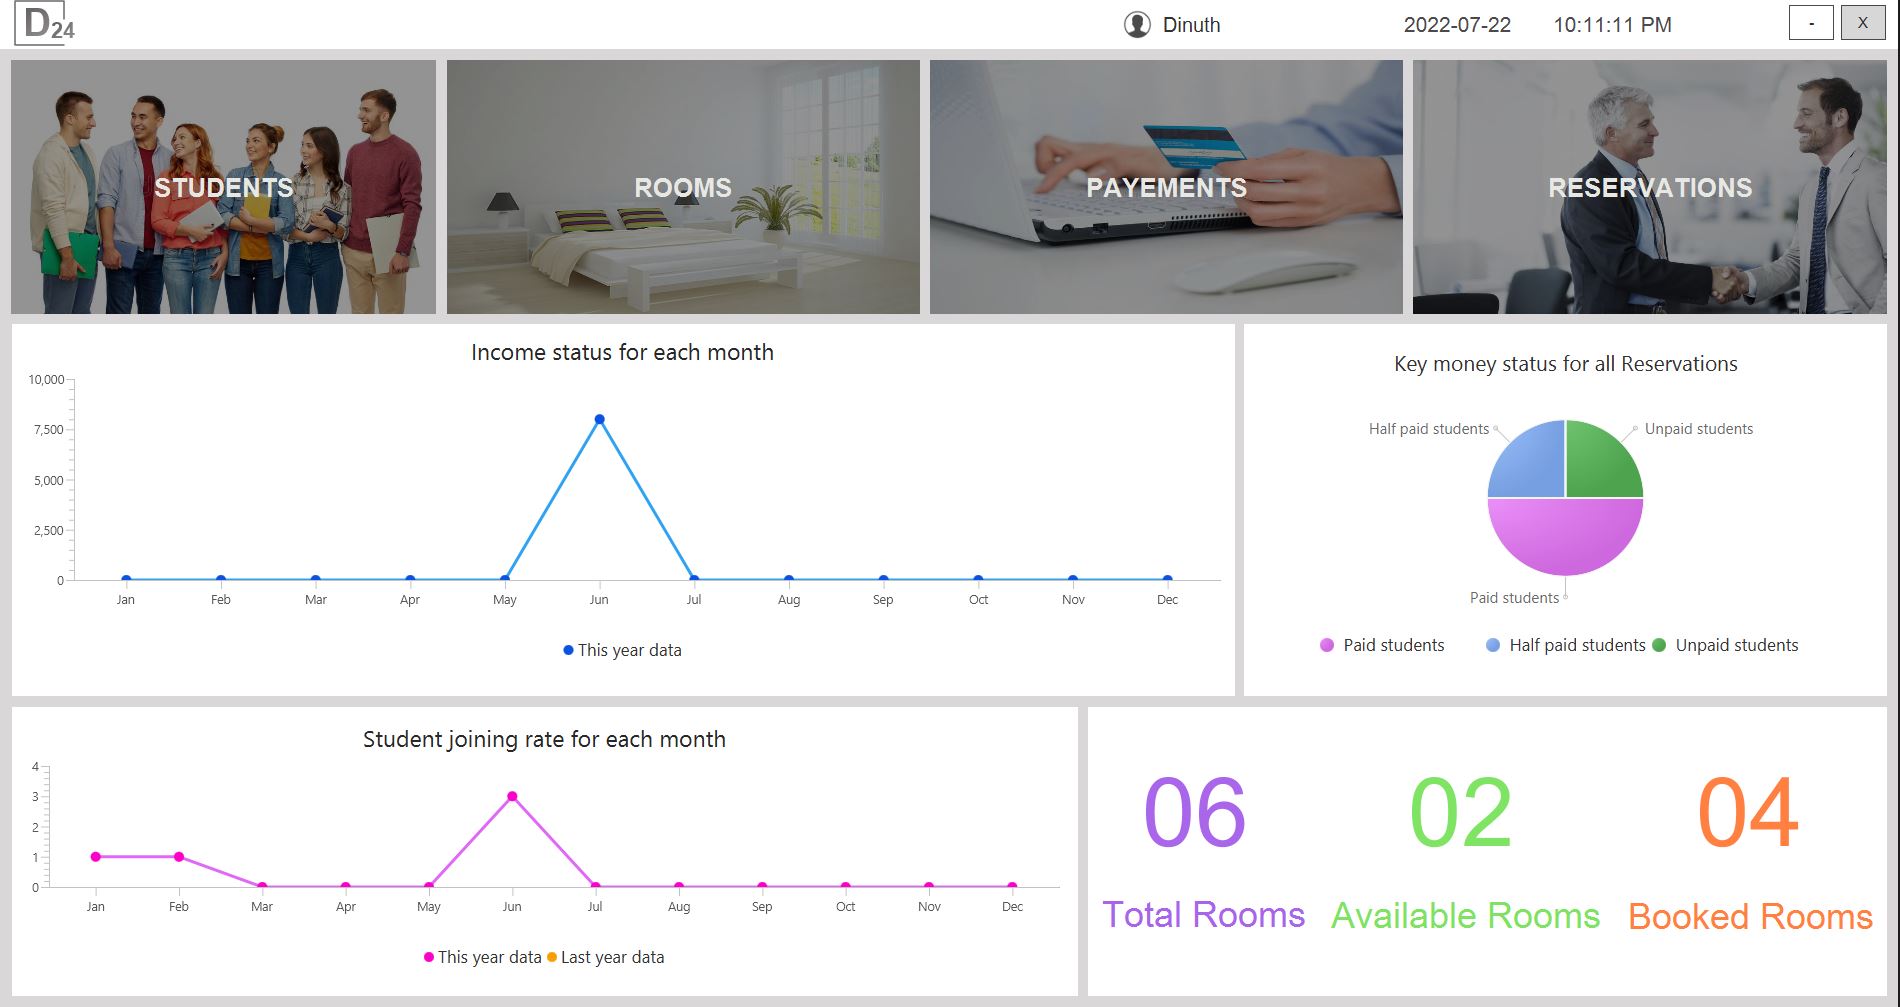 D24
Dinuth
2022-07-22
10:11:11 PM
-
X
STUDENTS
ROOMS
PAYEMENTS
RESERVATIONS
Income status for each month
10,000
7,500
5,000
2,500
0
Jan Feb Mar Apr May Jun Jul Aug Sep Oct Nov Dec
This year data
Key money status for all Reservations
Half paid students
Unpaid students
Paid students
Paid students Half paid students Unpaid students
Student joining rate for each month
4
3
2
1
0
Jan Feb Mar Apr May Jun Jul Aug Sep Oct Nov Dec
This year data Last year data
06
02
04
Total Rooms
Available Rooms
Booked Rooms